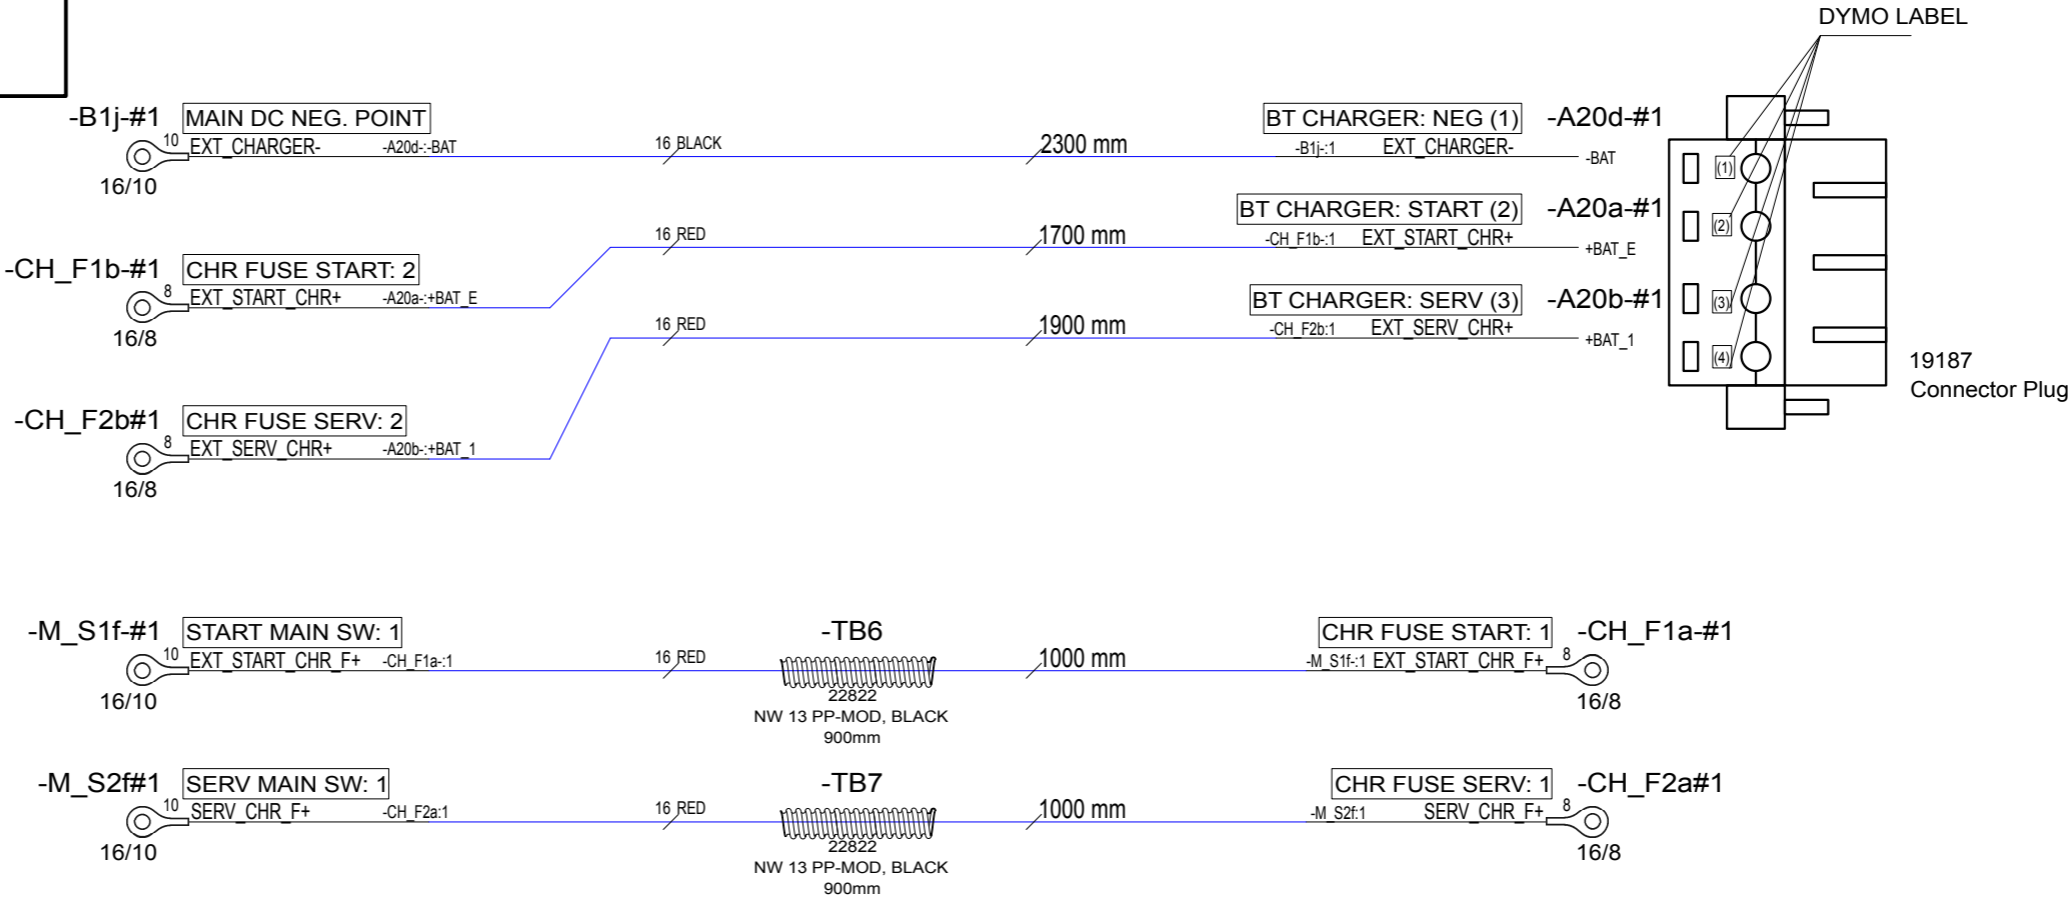 DYMO LABEL
-B1j-#1 MAIN DC NEG. POINT BT CHARGER: NEG (1) -A20d-#1
10 EXT_CHARGER- -A20d-:-BAT 16 BLACK 2300 mm -B1j-:1 EXT_CHARGER- -BAT
16/10
(1)
BT CHARGER: START (2) -A20a-#1
16 RED 1700 mm -CH_F1b-:1 EXT_START_CHR+ +BAT_E
(2)
-CH_F1b-#1 CHR FUSE START: 2
8 EXT_START_CHR+ -A20a-:+BAT_E
16/8
BT CHARGER: SERV (3) -A20b-#1
16 RED 1900 mm -CH_F2b:1 EXT_SERV_CHR+ +BAT_1
(3)
(4)
19187
Connector Plug
-CH_F2b#1 CHR FUSE SERV: 2
8 EXT_SERV_CHR+ -A20b-:+BAT_1
16/8
-M_S1f-#1 START MAIN SW: 1 -TB6 CHR FUSE START: 1 -CH_F1a-#1
10 EXT_START_CHR_F+ -CH_F1a-:1 16 RED 1000 mm -M_S1f-:1 EXT_START_CHR_F+ 8
16/10 22822 16/8
NW 13 PP-MOD, BLACK
900mm
-M_S2f#1 SERV MAIN SW: 1 -TB7 CHR FUSE SERV: 1 -CH_F2a#1
10 SERV_CHR_F+ -CH_F2a:1 16 RED 1000 mm -M_S2f:1 SERV_CHR_F+ 8
16/10 22822 16/8
NW 13 PP-MOD, BLACK
900mm